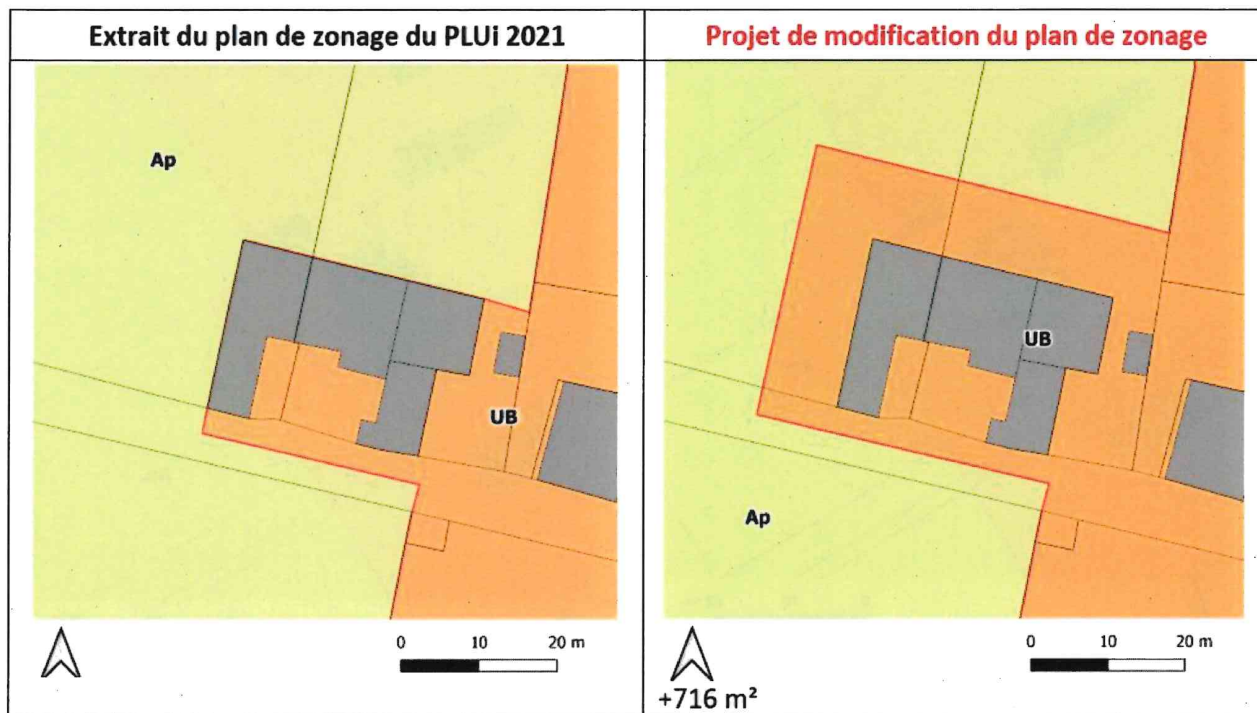 Extrait du plan de zonage du PLUi 2021
Projet de modification du plan de zonage
Ap
UB
0 10 20 m
UB
Ap
0 10 20 m
+716 m²